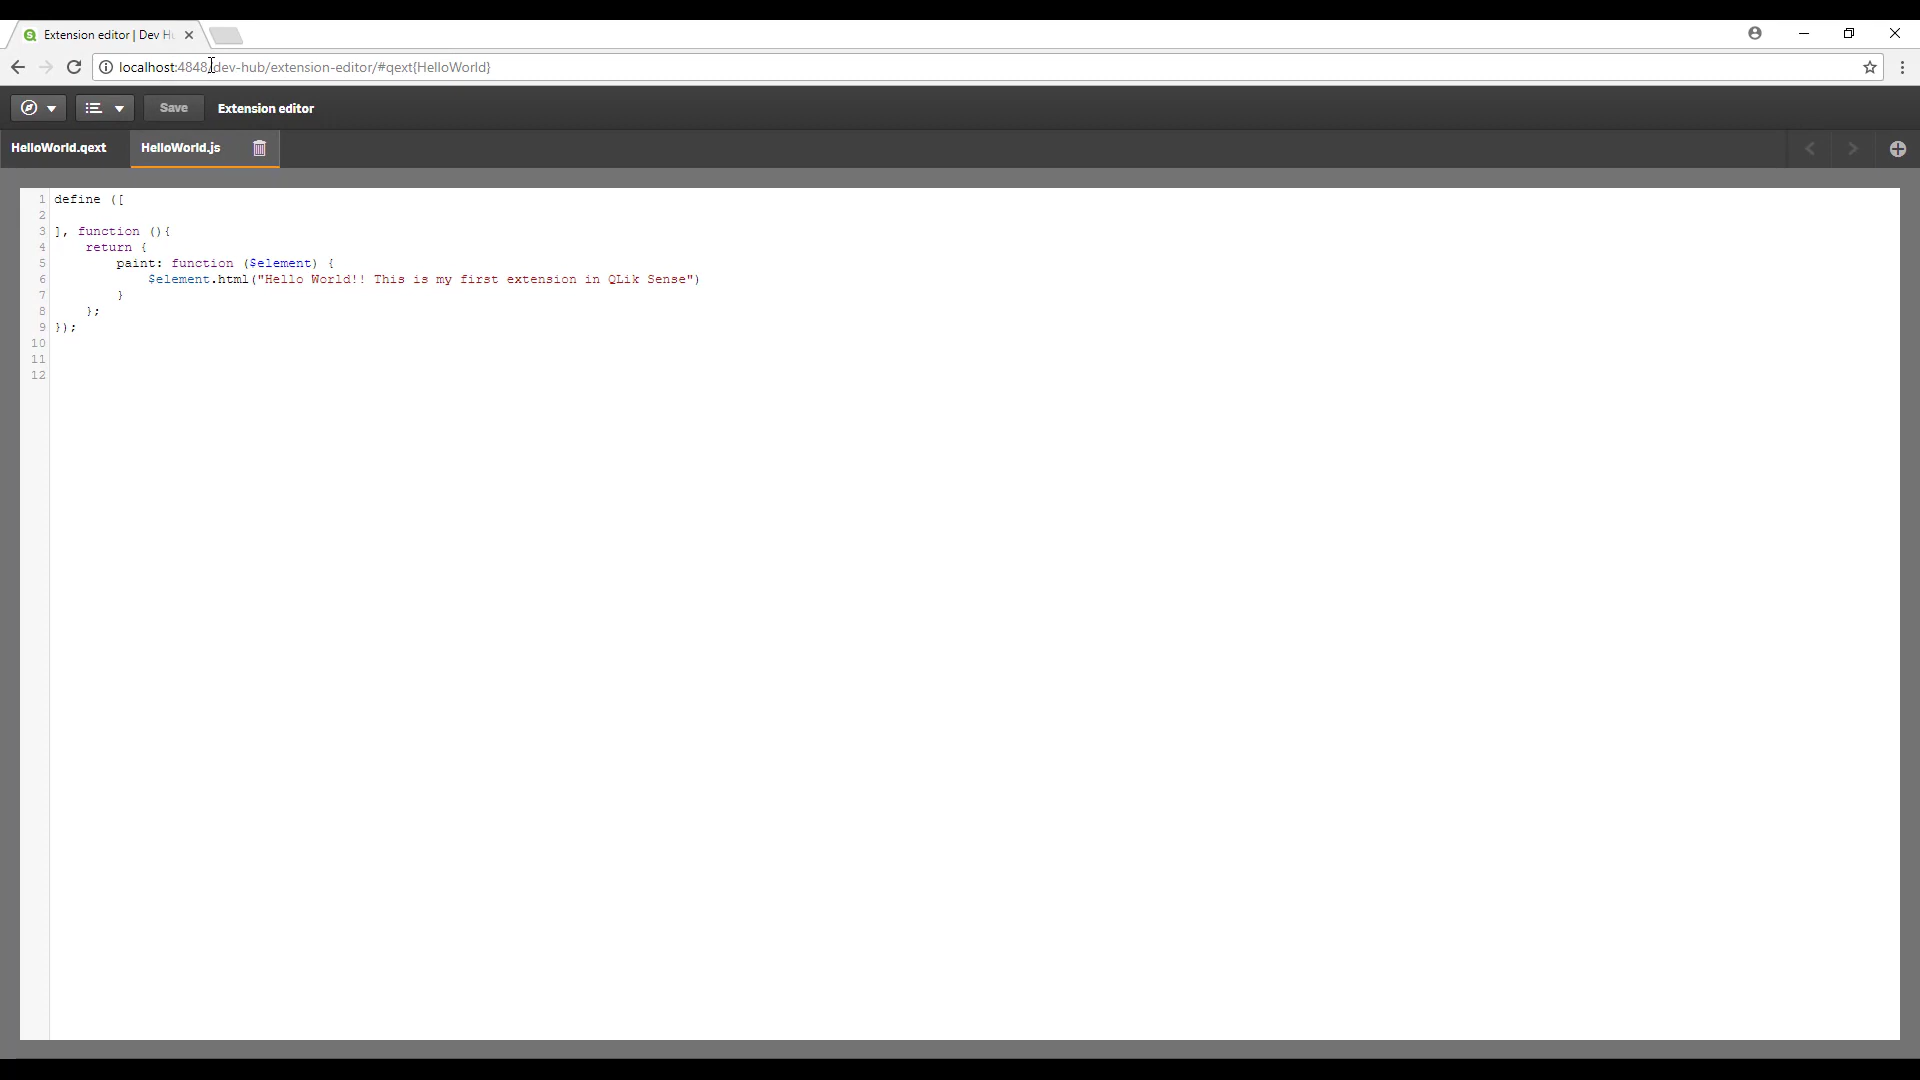 Extension editor | Dev Hu
localhost:4848/dev-hub/extension-editor/#qext{HelloWorld}
Save
Extension editor
HelloWorld.qext
HelloWorld.js
1 define ([
2
3 ], function (){
4 return {
5 paint: function ($element) {
6 $element.html("Hello World!! This is my first extension in QLik Sense")
7 }
8 };
9 });
10
11
12